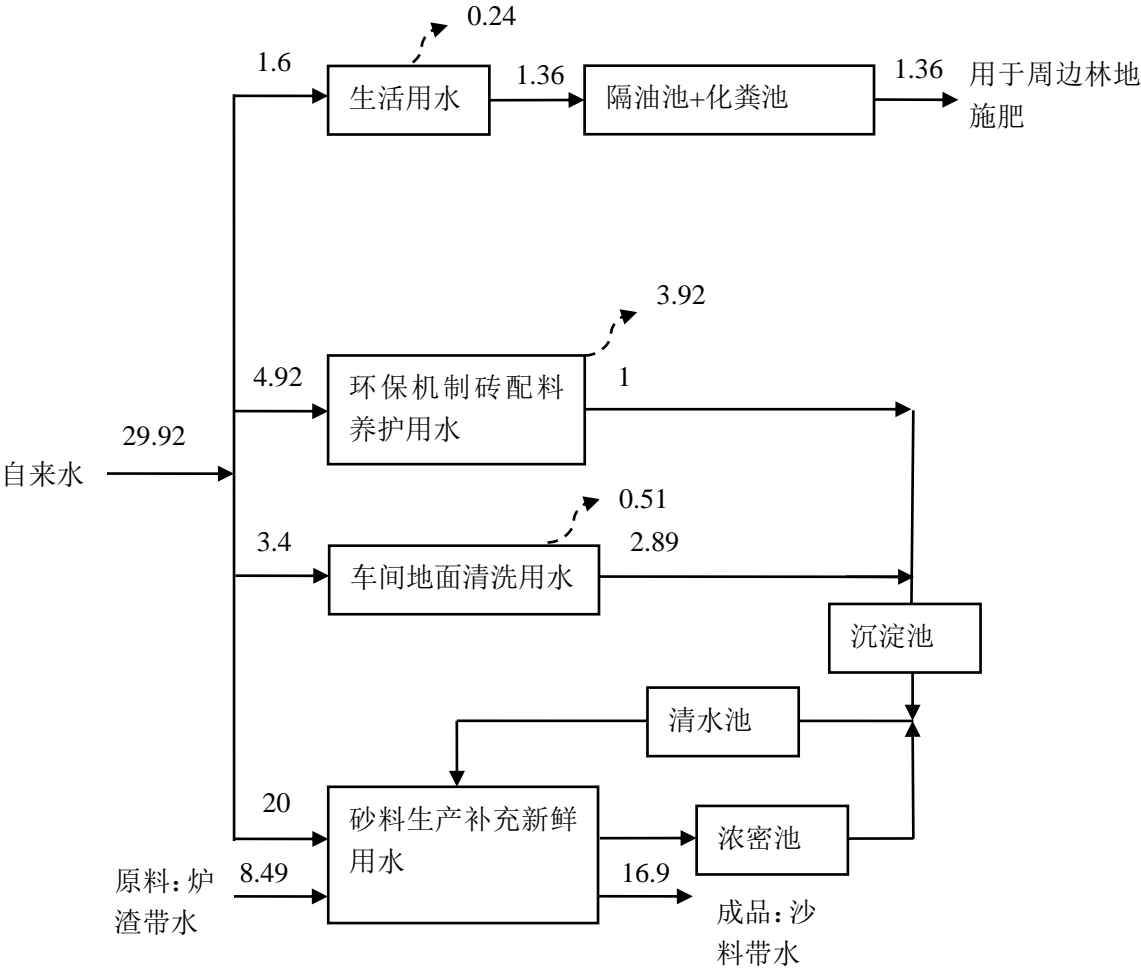 0.24
1.6
生活用水
1.36
隔油池+化粪池
1.36
用于周边林地
施肥
3.92
4.92
环保机制砖配料
养护用水
1
29.92
自来水
0.51
3.4
车间地面清洗用水
2.89
沉淀池
清水池
20
砂料生产补充新鲜
用水
浓密池
8.49
原料:炉
渣带水
16.9
成品:沙
料带水